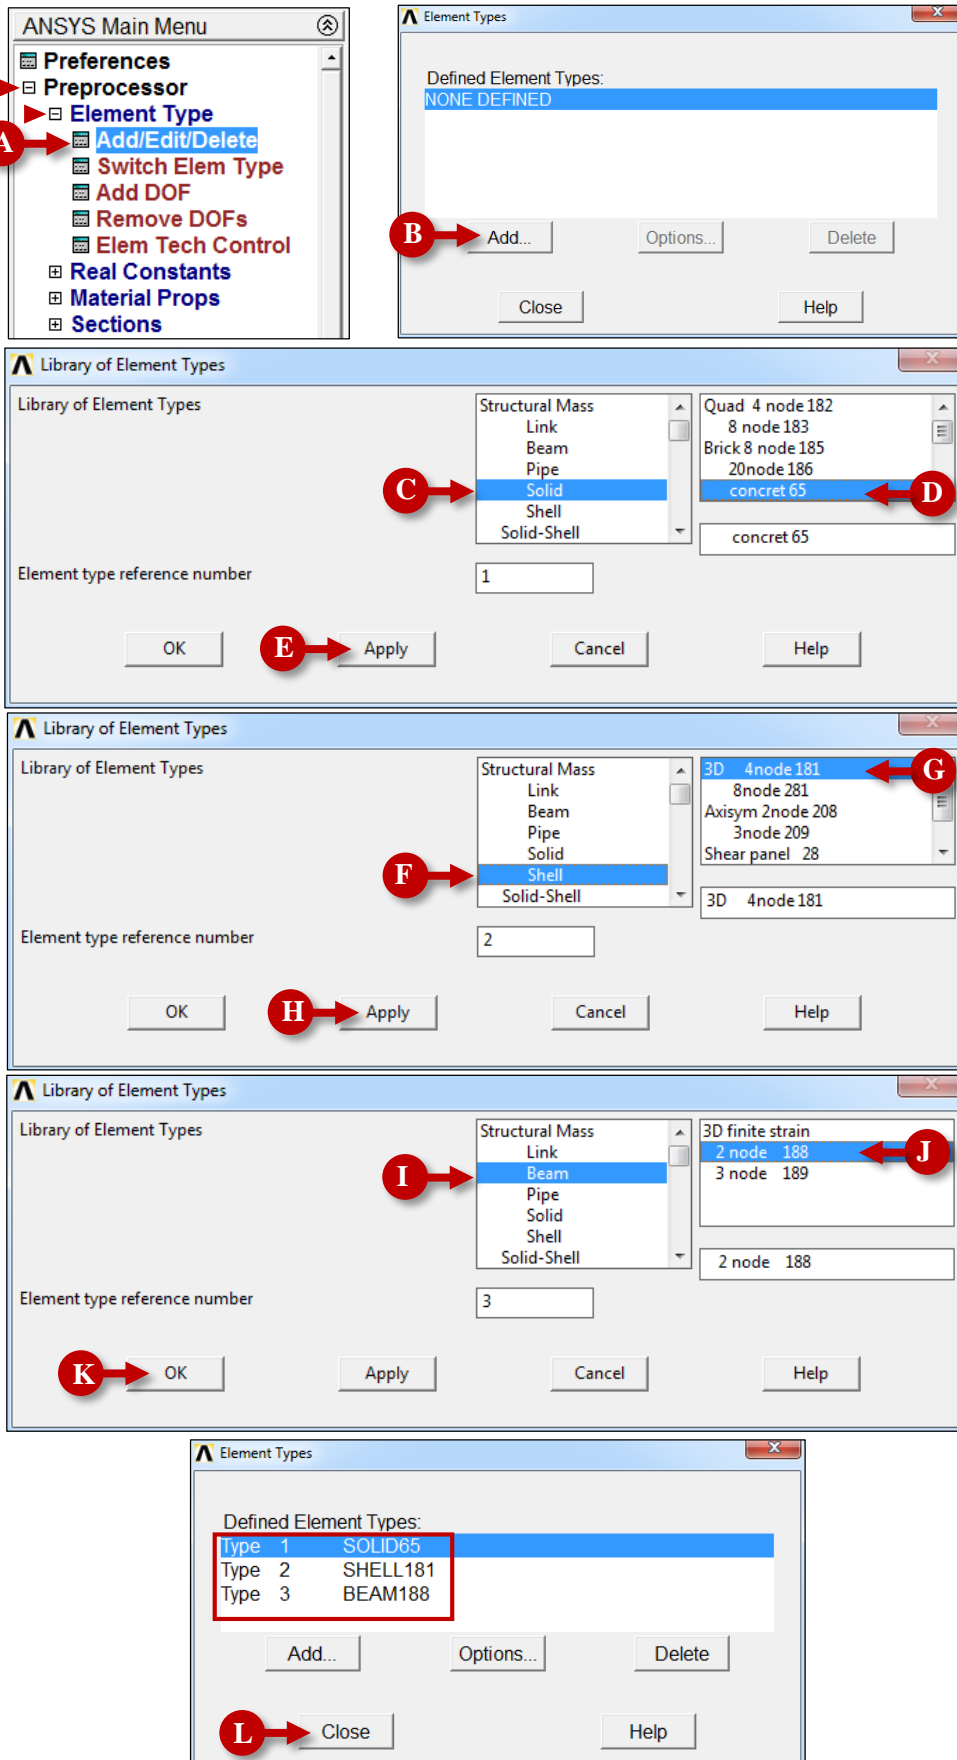 ANSYS Main Menu
Preferences
Preprocessor
Element Type
A
Add/Edit/Delete
Switch Elem Type
Add DOF
Remove DOFs
Elem Tech Control
Real Constants
Material Props
Sections
Element Types
Defined Element Types:
NONE DEFINED
B Add... Options... Delete
Close Help
Library of Element Types
Library of Element Types
Structural Mass
Link
Beam
Pipe
C Solid
Shell
Solid-Shell
Quad 4 node 182
8 node 183
Brick 8 node 185
20node 186
concret 65 D
concret 65
Element type reference number 1
OK E Apply Cancel Help
Library of Element Types
Library of Element Types
Structural Mass
Link
Beam
Pipe
Solid
F Shell
Solid-Shell
3D 4node 181 G
8node 281
Axisym 2node 208
3node 209
Shear panel 28
3D 4node 181
Element type reference number 2
OK H Apply Cancel Help
Library of Element Types
Library of Element Types
Structural Mass
Link
I Beam
Pipe
Solid
Shell
Solid-Shell
3D finite strain
2 node 188 J
3 node 189
2 node 188
Element type reference number 3
K OK Apply Cancel Help
Element Types
Defined Element Types:
Type 1 SOLID65
Type 2 SHELL181
Type 3 BEAM188
Add... Options... Delete
L Close Help